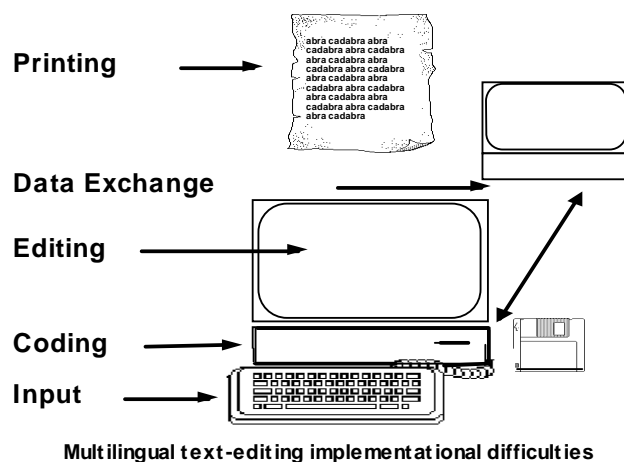 Printing
abra cadabra abra
cadabra abra cadabra
abra cadabra abra
cadabra abra cadabra
abra cadabra abra
cadabra abra cadabra
abra cadabra abra
cadabra abra cadabra
abra cadabra
Data Exchange
Editing
Coding
Input
Multilingual text-editing implementational difficulties